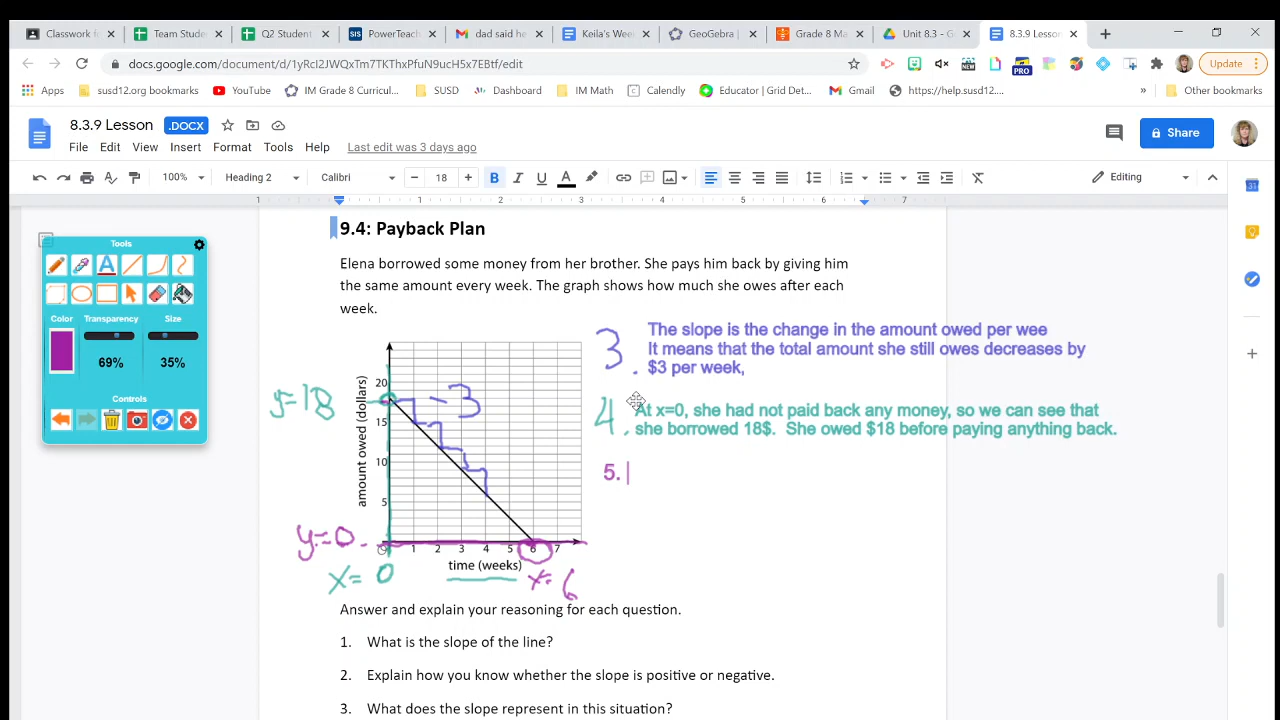 Classwork f
Team Stude
Q2 Student
PowerTeach
dad said he
Keila's Wee
GeoGebra
Grade 8 Ma
Unit 8.3 - G
8.3.9 Lesson
docs.google.com/document/d/1yRcl2JWQxTm7TKThxPfuN9ucH5x7EBtf/edit
Update
Apps
susd12.org bookmarks
YouTube
IM Grade 8 Curricul...
SUSD
Dashboard
IM Math
Calendly
Educator | Grid Det...
Gmail
https://help.susd12....
»
Other bookmarks
8.3.9 Lesson .DOCX
Share
File Edit View Insert Format Tools Help Last edit was 3 days ago
100% Heading 2 Calibri − 18 + B I U A Editing
1 1 2 3 4 5 6 7
Tools
Color Transparency Size
69% 35%
Controls
9.4: Payback Plan
Elena borrowed some money from her brother. She pays him back by giving him
the same amount every week. The graph shows how much she owes after each
week.
3. The slope is the change in the amount owed per wee
It means that the total amount she still owes decreases by
$3 per week,
4. At x=0, she had not paid back any money, so we can see that
she borrowed 18$. She owed $18 before paying anything back.
5.
y=18
-3
amount owed (dollars)
20
15
10
5
y=0
1 2 3 4 5 6 7
time (weeks)
x=0
x=6
Answer and explain your reasoning for each question.
1. What is the slope of the line?
2. Explain how you know whether the slope is positive or negative.
3. What does the slope represent in this situation?